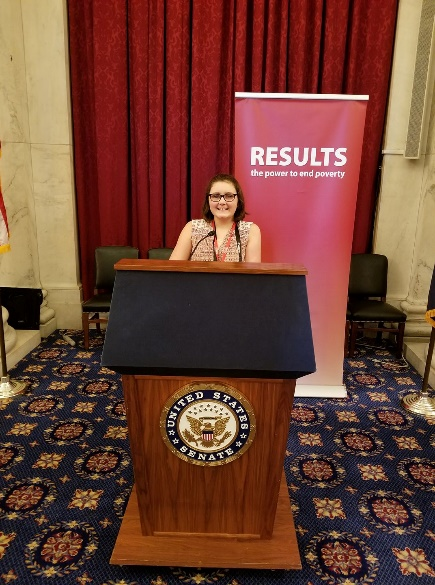 RESULTS
the power to end poverty
UNITED STATES
SENATE